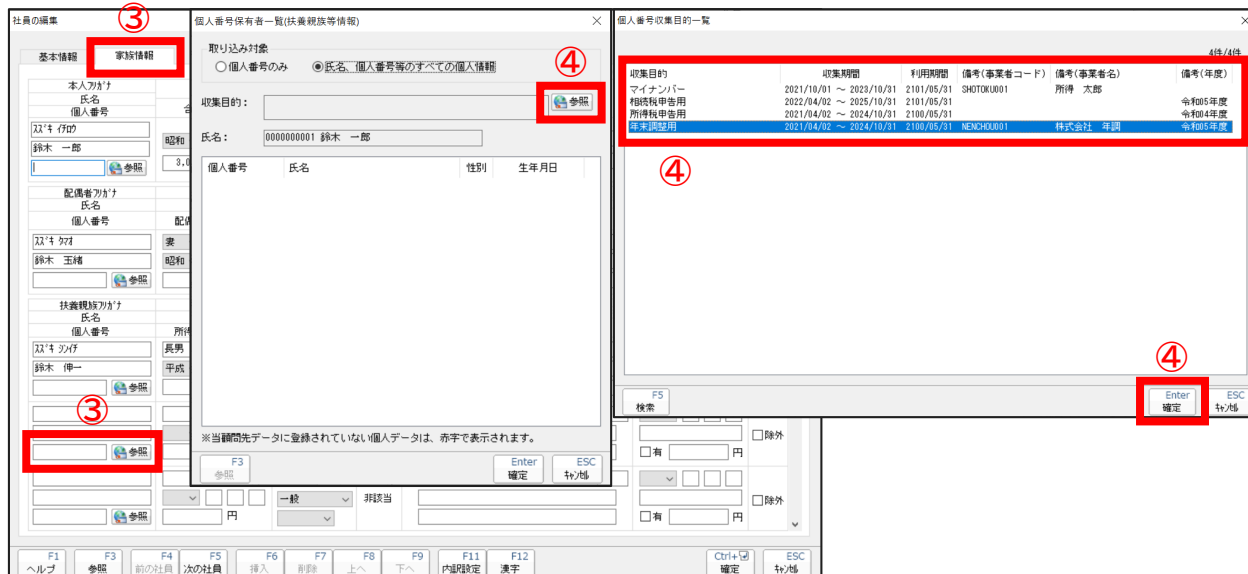 社員の編集
③
基本情報
家族情報
本人ﾌﾘｶﾞﾅ
氏名
個人番号
ｽｽﾞｷ ｲﾁﾛｳ
昭和
鈴木 一郎
参照
3,0
配偶者ﾌﾘｶﾞﾅ
氏名
個人番号
配偶
ｽｽﾞｷ ｸﾏｵ
妻
鈴木 玉緒
昭和
参照
扶養親族ﾌﾘｶﾞﾅ
氏名
個人番号
所得
ｽｽﾞｷ ｼﾝｲﾁ
長男
鈴木 伸一
平成
参照
③
参照
除外
有
円
一般
非該当
除外
参照
円
有
円
F1
ヘルプ
F3
参照
F4
前の社員
F5
次の社員
F6
挿入
F7
削除
F8
上へ
F9
下へ
F11
内訳設定
F12
漢字
Ctrl+
確定
ESC
ｷｬﾝｾﾙ
個人番号保有者一覧(扶養親族等情報)
取り込み対象
個人番号のみ
氏名、個人番号等のすべての個人情報
④
収集目的：
参照
氏名：
0000000001 鈴木 一郎
個人番号 氏名 性別 生年月日
※当顧問先データに登録されていない個人データは、赤字で表示されます。
F3
参照
Enter
確定
ESC
ｷｬﾝｾﾙ
個人番号収集目的一覧
4件/4件
収集目的 収集期間 利用期間 備考(事業者コード) 備考(事業者名) 備考(年度)
マイナンバー 2021/10/01 ～ 2023/10/31 2101/05/31 SHOTOKU001 所得 太郎
相続税申告用 2022/04/02 ～ 2025/10/31 2101/05/31 令和05年度
所得税申告用 2021/04/02 ～ 2024/10/31 2100/05/31 令和04年度
年末調整用 2021/04/02 ～ 2024/10/31 2100/05/31 NENCHOU001 株式会社 年調 令和05年度
④
④
F5
検索
Enter
確定
ESC
ｷｬﾝｾﾙ